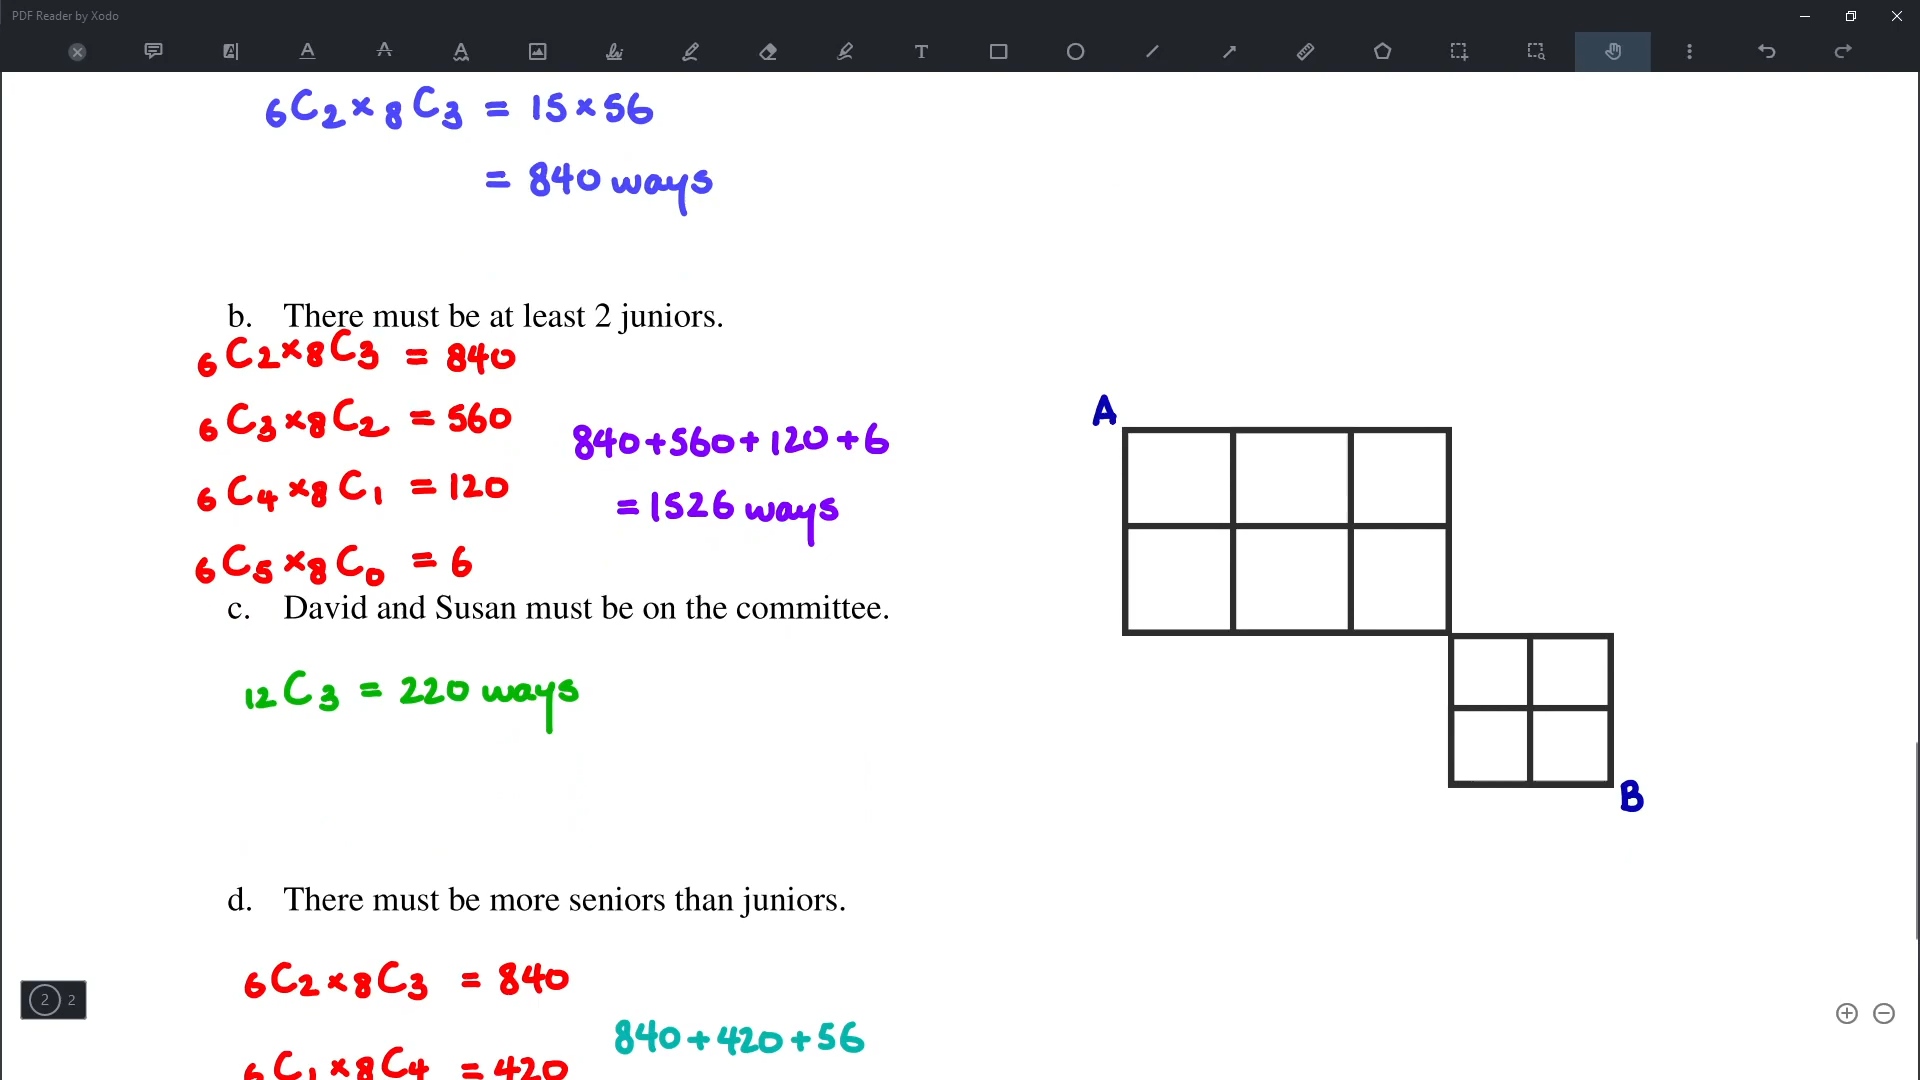 PDF Reader by Xodo
6C2 × 8C3 = 15 × 56
= 840 ways
b. There must be at least 2 juniors.
6C2 × 8C3 = 840
6C3 × 8C2 = 560
840 + 560 + 120 + 6
6C4 × 8C1 = 120
= 1526 ways
6C5 × 8C0 = 6
c. David and Susan must be on the committee.
12C3 = 220 ways
A
B
d. There must be more seniors than juniors.
6C2 × 8C3 = 840
840 + 420 + 56
6C1 × 8C4 = 420
2 2